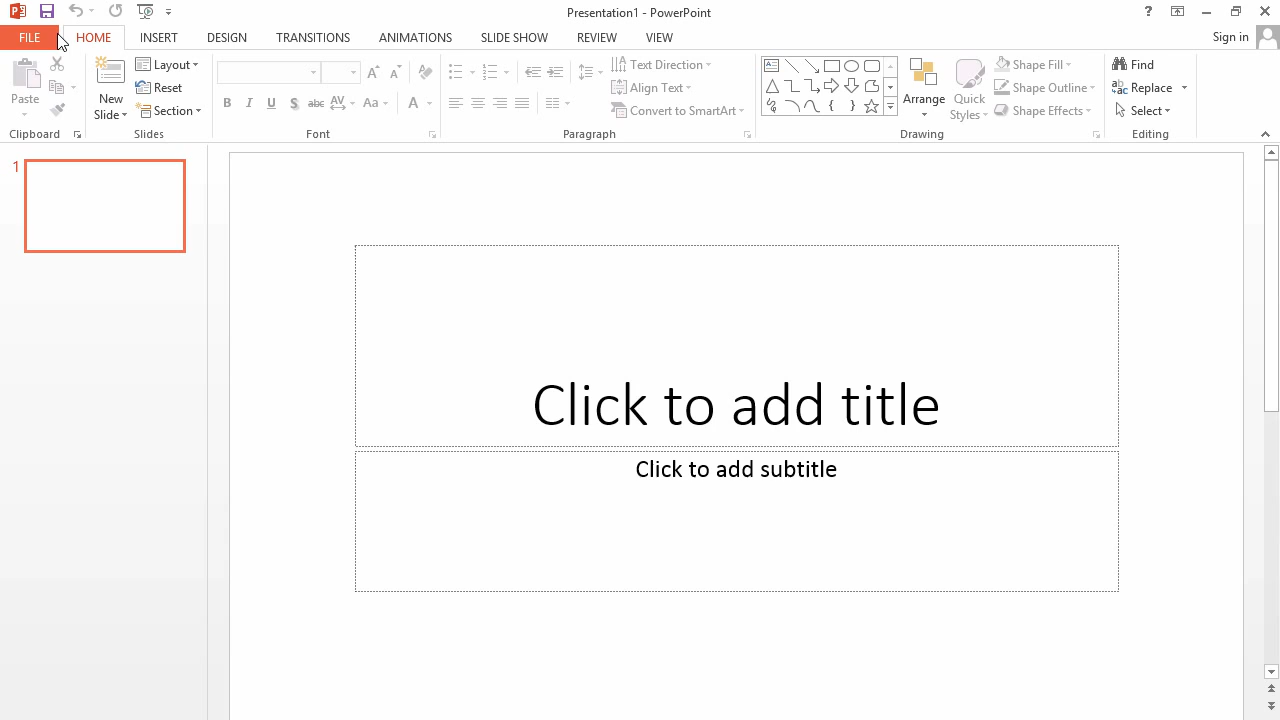 Presentation1 - PowerPoint
FILE HOME INSERT DESIGN TRANSITIONS ANIMATIONS SLIDE SHOW REVIEW VIEW Sign in
Paste
Clipboard
New Slide
Layout
Reset
Section
Slides
B I U S abc AV Aa A
Font
Text Direction
Align Text
Convert to SmartArt
Paragraph
Arrange
Quick Styles
Shape Fill
Shape Outline
Shape Effects
Drawing
Find
Replace
Select
Editing
1
Click to add title
Click to add subtitle